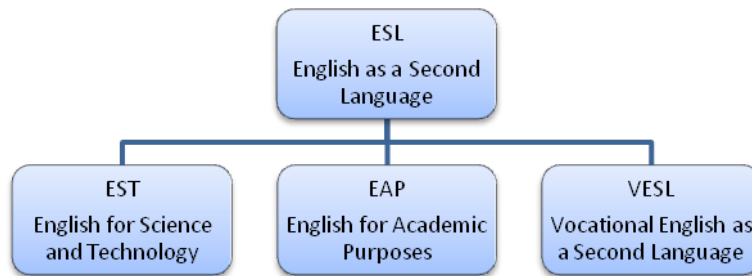 ESL
English as a Second
Language
EST
English for Science
and Technology
EAP
English for Academic
Purposes
VESL
Vocational English as
a Second Language